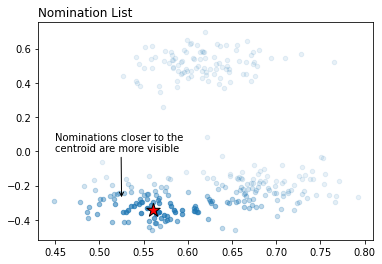 Nomination List
0.6
0.4
0.2
0.0
−0.2
−0.4
Nominations closer to the
centroid are more visible
0.45 0.50 0.55 0.60 0.65 0.70 0.75 0.80